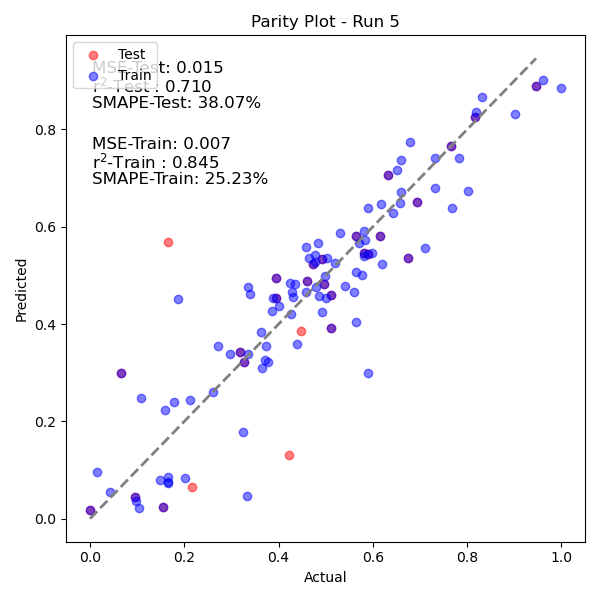 Parity Plot - Run 5
Test
Train
MSE-Test: 0.015
r²-Test : 0.710
SMAPE-Test: 38.07%
MSE-Train: 0.007
r²-Train : 0.845
SMAPE-Train: 25.23%
Predicted
0.8
0.6
0.4
0.2
0.0
0.0 0.2 0.4 0.6 0.8 1.0
Actual